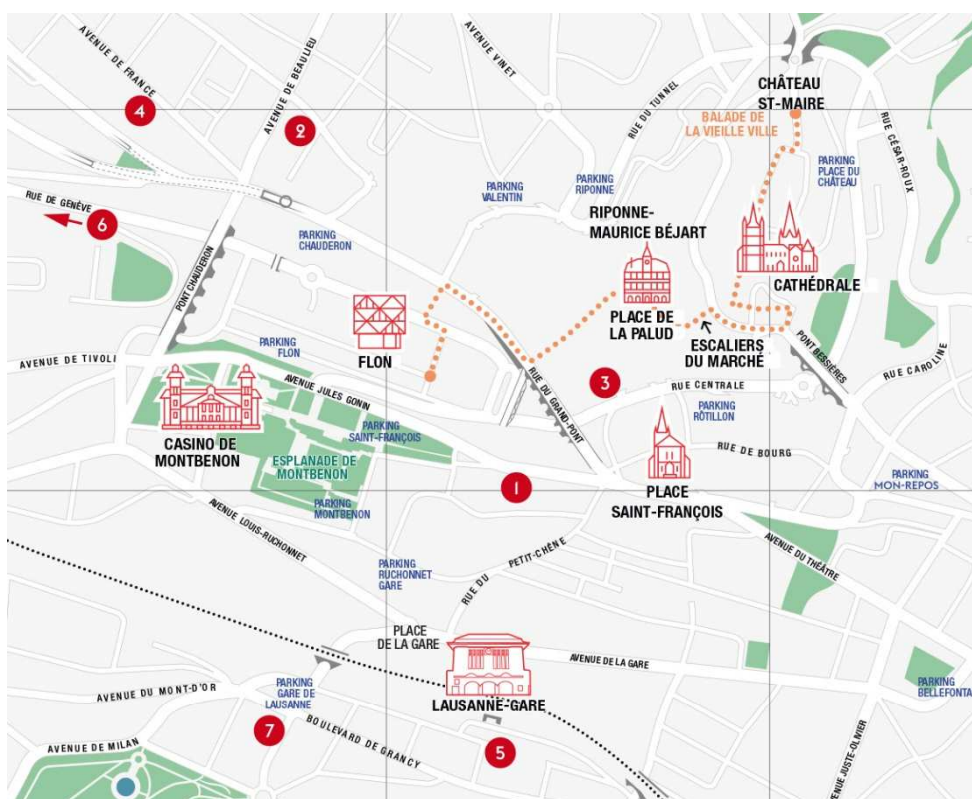 AVENUE DE FRANCE
4
AVENUE DE BEAULIEU
2
AVENUE VINET
RUE DU TUNNEL
CHÂTEAU
ST-MAIRE
BALADE DE
LA VIEILLE VILLE
RUE CÉSAR-ROUX
PARKING
PLACE DU
CHÂTEAU
PARKING
RIPONNE
PARKING
VALENTIN
RUE DE GENÈVE
6
PARKING
CHAUDERON
RIPONNE-
MAURICE BÉJART
PONT CHAUDERON
CATHÉDRALE
PLACE DE
LA PALUD
ESCALIERS
DU MARCHÉ
PONT BESSIÈRES
RUE CAROLINE
FLON
PARKING
FLON
AVENUE DE TIVOLI
AVENUE JULES GONIN
RUE DU GRAND-PONT
3
RUE CENTRALE
PARKING
RÔTILLON
CASINO DE
MONTBENON
PARKING
SAINT-FRANÇOIS
ESPLANADE DE
MONTBENON
RUE DE BOURG
PARKING
MON-REPOS
1
PLACE
SAINT-FRANÇOIS
PARKING
MONTBENON
AVENUE LOUIS-RUCHONNET
AVENUE DU THÉÂTRE
PARKING
RUCHONNET
GARE
RUE DU PETIT-CHÊNE
PLACE
DE LA GARE
AVENUE DE LA GARE
LAUSANNE-GARE
PARKING
GARE DE
LAUSANNE
PARKING
BELLEFONTA
AVENUE DU MONT-D'OR
7
BOULEVARD DE GRANCY
5
AVENUE DE MILAN
AVENUE JUSTE-OLIVIER